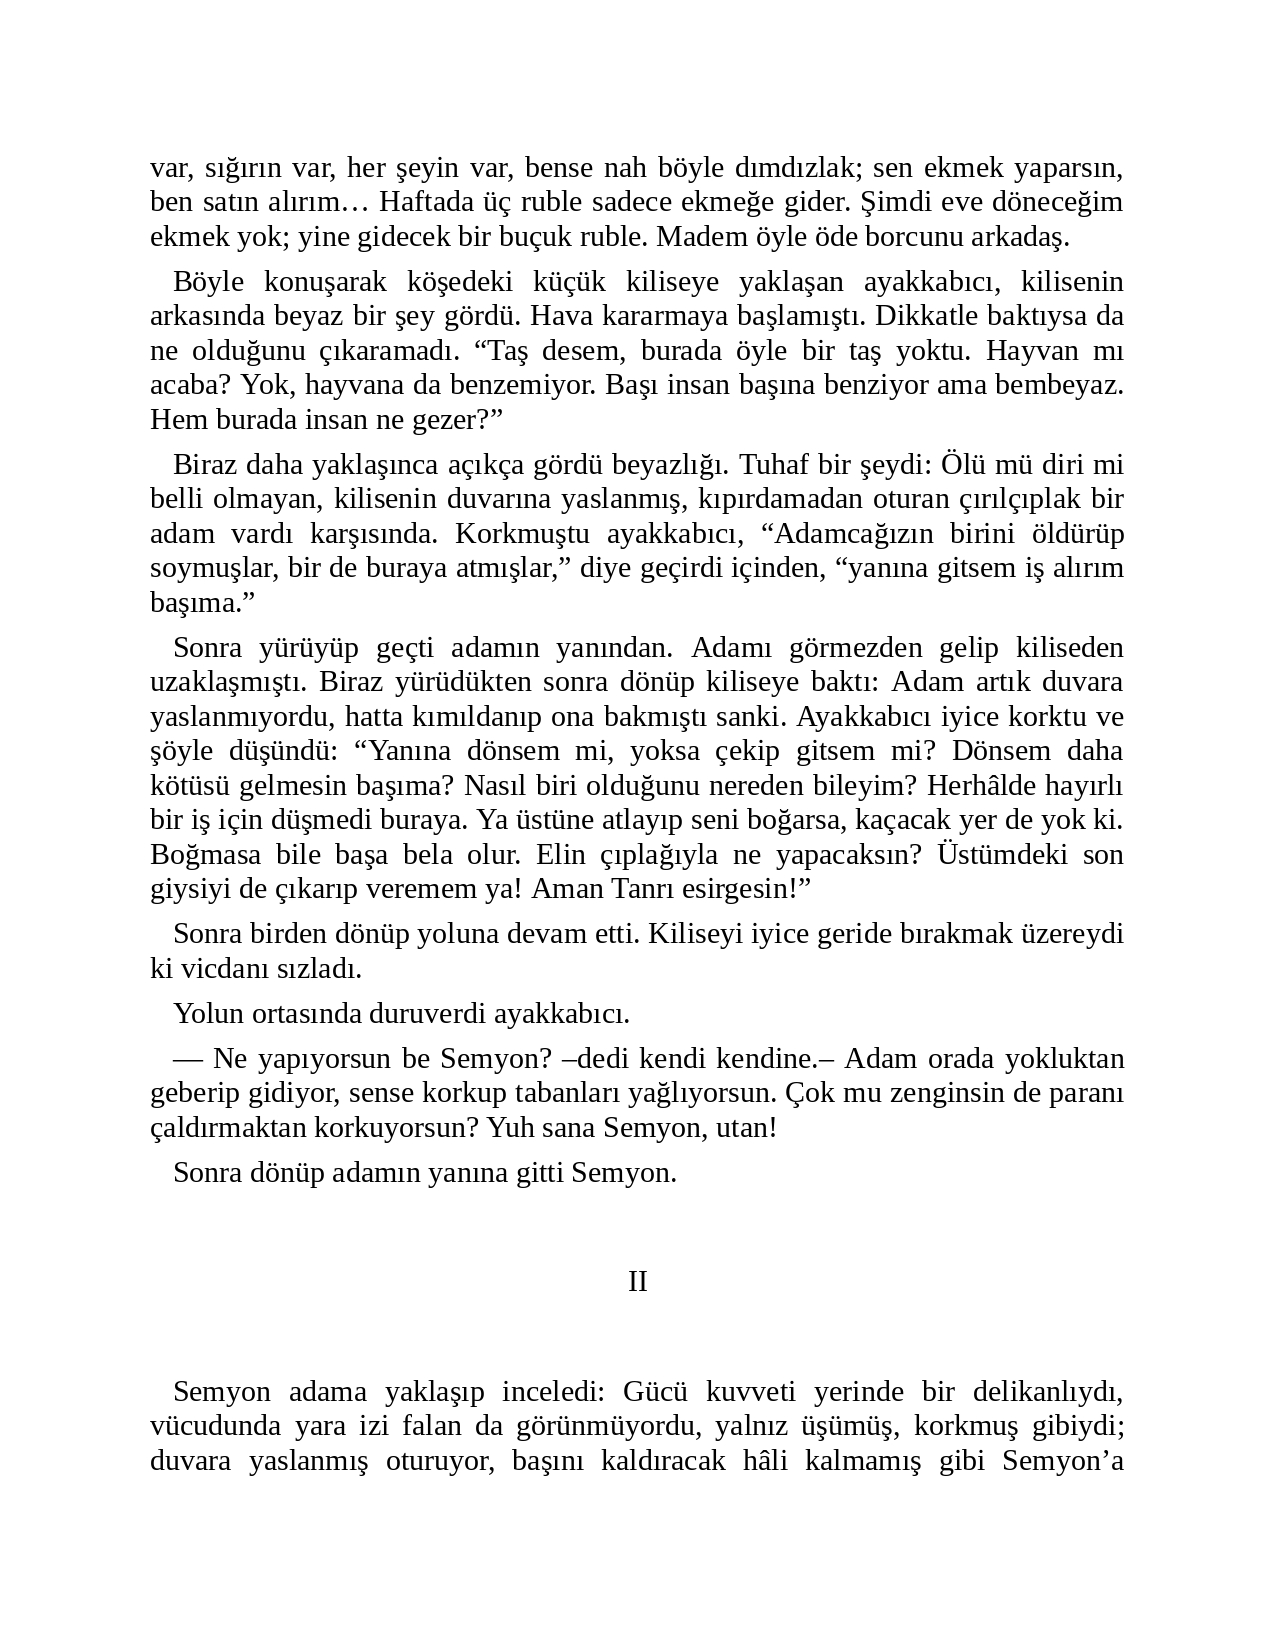 var, sığırın var, her şeyin var, bense nah böyle dımdızlak; sen ekmek yaparsın,
ben satın alırım… Haftada üç ruble sadece ekmeğe gider. Şimdi eve döneceğim
ekmek yok; yine gidecek bir buçuk ruble. Madem öyle öde borcunu arkadaş.
Böyle konuşarak köşedeki küçük kiliseye yaklaşan ayakkabıcı, kilisenin
arkasında beyaz bir şey gördü. Hava kararmaya başlamıştı. Dikkatle baktıysa da
ne olduğunu çıkaramadı. “Taş desem, burada öyle bir taş yoktu. Hayvan mı
acaba? Yok, hayvana da benzemiyor. Başı insan başına benziyor ama bembeyaz.
Hem burada insan ne gezer?”
Biraz daha yaklaşınca açıkça gördü beyazlığı. Tuhaf bir şeydi: Ölü mü diri mi
belli olmayan, kilisenin duvarına yaslanmış, kıpırdamadan oturan çırılçıplak bir
adam vardı karşısında. Korkmuştu ayakkabıcı, “Adamcağızın birini öldürüp
soymuşlar, bir de buraya atmışlar,” diye geçirdi içinden, “yanına gitsem iş alırım
başıma.”
Sonra yürüyüp geçti adamın yanından. Adamı görmezden gelip kiliseden
uzaklaşmıştı. Biraz yürüdükten sonra dönüp kiliseye baktı: Adam artık duvara
yaslanmıyordu, hatta kımıldanıp ona bakmıştı sanki. Ayakkabıcı iyice korktu ve
şöyle düşündü: “Yanına dönsem mi, yoksa çekip gitsem mi? Dönsem daha
kötüsü gelmesin başıma? Nasıl biri olduğunu nereden bileyim? Herhâlde hayırlı
bir iş için düşmedi buraya. Ya üstüne atlayıp seni boğarsa, kaçacak yer de yok ki.
Boğmasa bile başa bela olur. Elin çıplağıyla ne yapacaksın? Üstümdeki son
giysiyi de çıkarıp veremem ya! Aman Tanrı esirgesin!”
Sonra birden dönüp yoluna devam etti. Kiliseyi iyice geride bırakmak üzereydi
ki vicdanı sızladı.
Yolun ortasında duruverdi ayakkabıcı.
— Ne yapıyorsun be Semyon? –dedi kendi kendine.– Adam orada yokluktan
geberip gidiyor, sense korkup tabanları yağlıyorsun. Çok mu zenginsin de paranı
çaldırmaktan korkuyorsun? Yuh sana Semyon, utan!
Sonra dönüp adamın yanına gitti Semyon.
II
Semyon adama yaklaşıp inceledi: Gücü kuvveti yerinde bir delikanlıydı,
vücudunda yara izi falan da görünmüyordu, yalnız üşümüş, korkmuş gibiydi;
duvara yaslanmış oturuyor, başını kaldıracak hâli kalmamış gibi Semyon’a